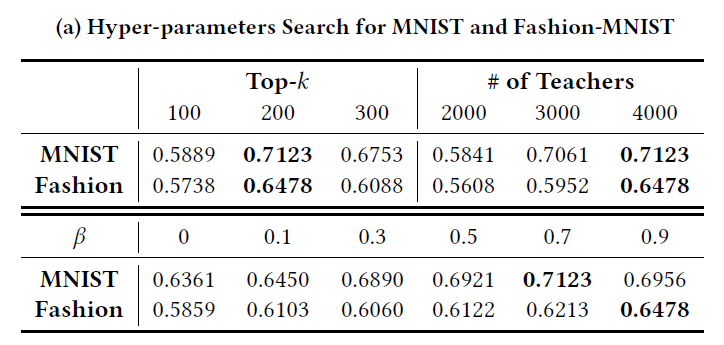 (a) Hyper-parameters Search for MNIST and Fashion-MNIST
Top-k # of Teachers
100 200 300 2000 3000 4000
MNIST 0.5889 0.7123 0.6753 0.5841 0.7061 0.7123
Fashion 0.5738 0.6478 0.6088 0.5608 0.5952 0.6478
β 0 0.1 0.3 0.5 0.7 0.9
MNIST 0.6361 0.6450 0.6890 0.6921 0.7123 0.6956
Fashion 0.5859 0.6103 0.6060 0.6122 0.6213 0.6478